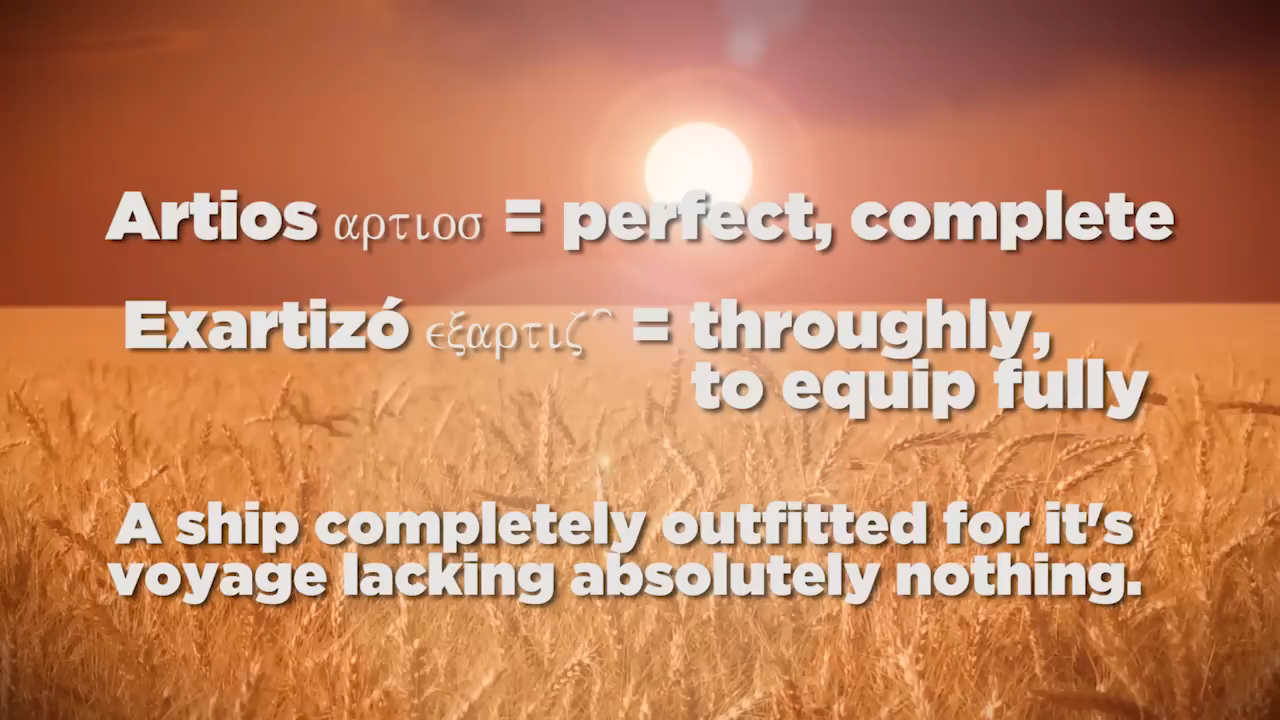 Artios αρτιοσ = perfect, complete
Exartizó εξαρτιζ = throughly,
to equip fully
A ship completely outfitted for it's
voyage lacking absolutely nothing.